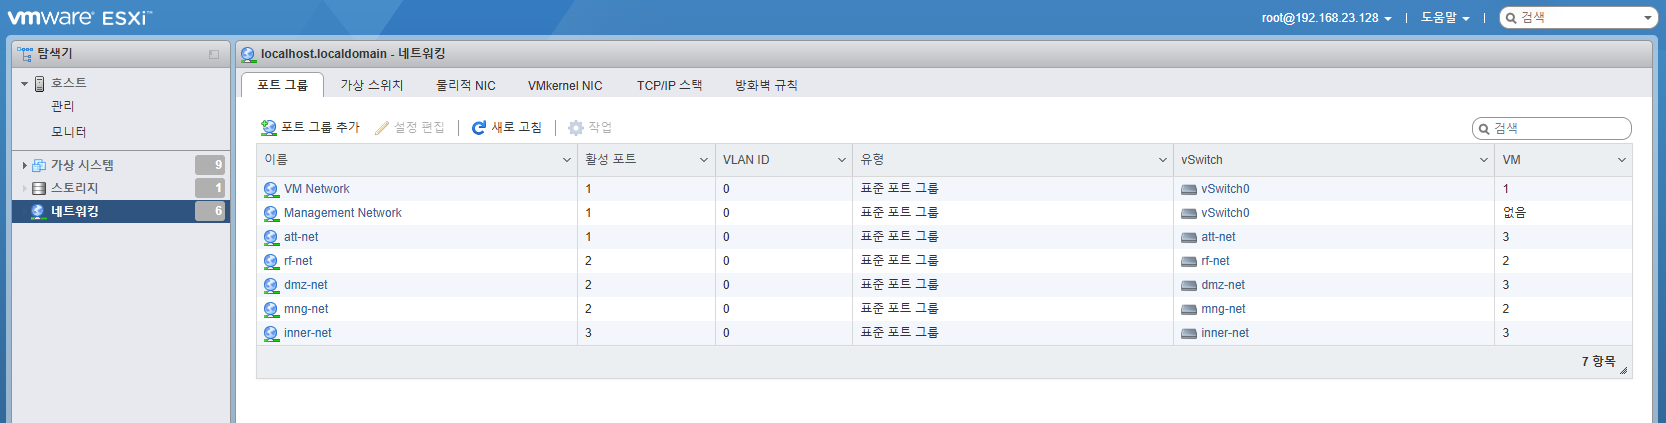 vmware ESXi™ root@192.168.23.128 | 도움말 | 검색
탐색기
호스트
관리
모니터
가상 시스템 9
스토리지 1
네트워킹 6
localhost.localdomain - 네트워킹
포트 그룹 가상 스위치 물리적 NIC VMkernel NIC TCP/IP 스택 방화벽 규칙
포트 그룹 추가 설정 편집 | 새로 고침 | 작업 검색
이름 활성 포트 VLAN ID 유형 vSwitch VM
VM Network 1 0 표준 포트 그룹 vSwitch0 1
Management Network 1 0 표준 포트 그룹 vSwitch0 없음
att-net 1 0 표준 포트 그룹 att-net 3
rf-net 2 0 표준 포트 그룹 rf-net 2
dmz-net 2 0 표준 포트 그룹 dmz-net 3
mng-net 2 0 표준 포트 그룹 mng-net 2
inner-net 3 0 표준 포트 그룹 inner-net 3
7 항목